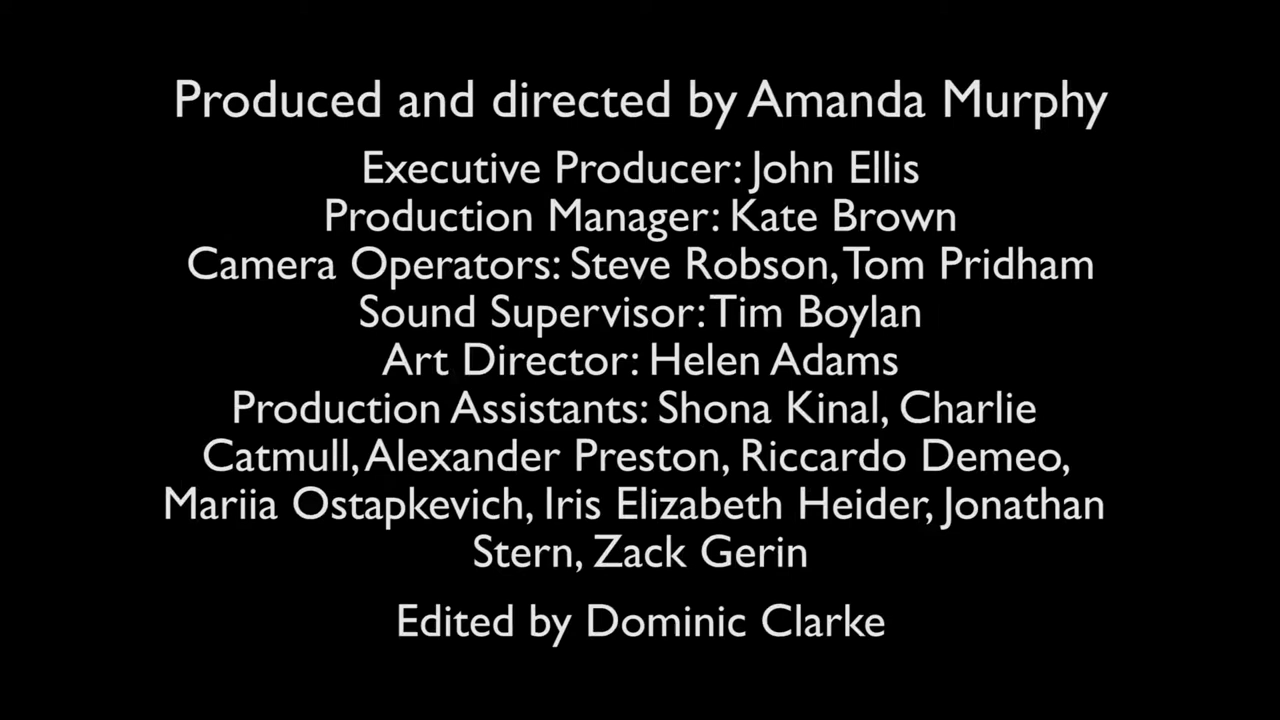 Produced and directed by Amanda Murphy
Executive Producer: John Ellis
Production Manager: Kate Brown
Camera Operators: Steve Robson, Tom Pridham
Sound Supervisor: Tim Boylan
Art Director: Helen Adams
Production Assistants: Shona Kinal, Charlie
Catmull, Alexander Preston, Riccardo Demeo,
Mariia Ostapkevich, Iris Elizabeth Heider, Jonathan
Stern, Zack Gerin
Edited by Dominic Clarke